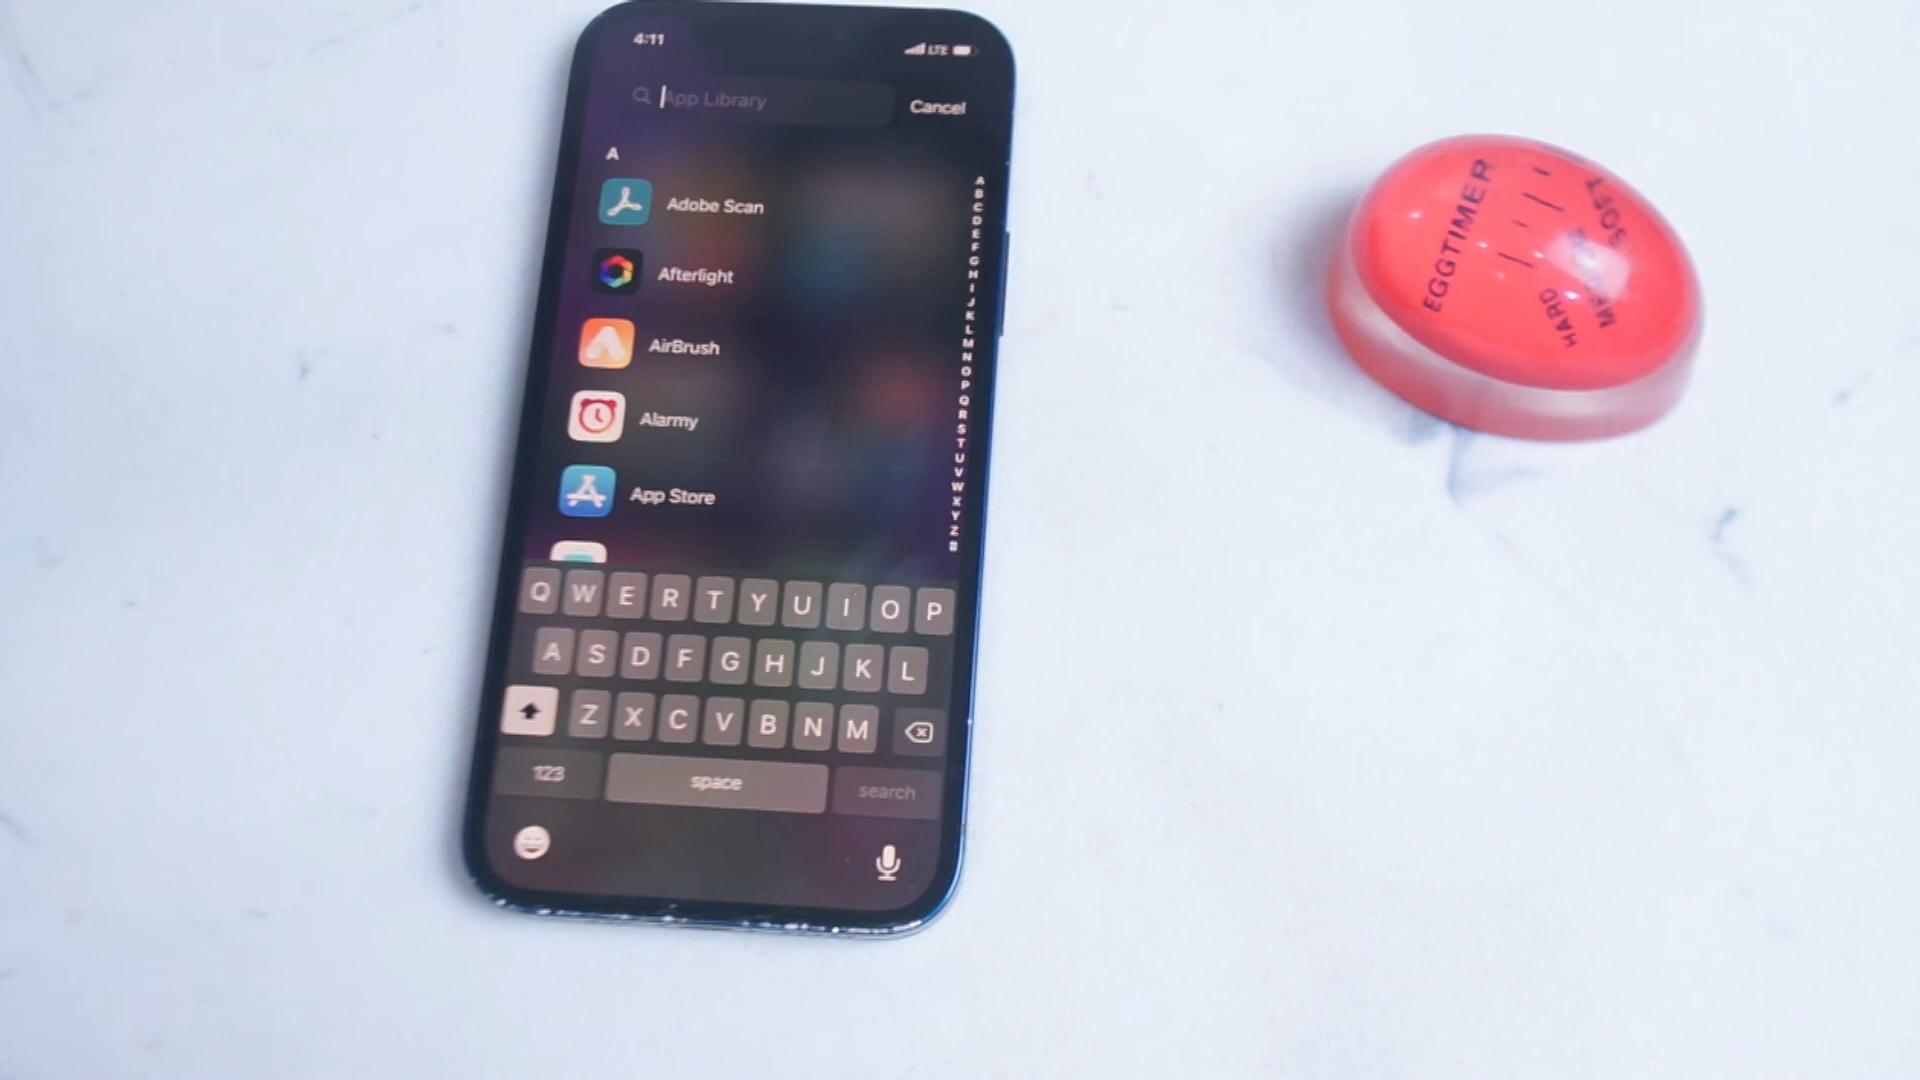 4:11
LTE
App Library
Cancel
A
Adobe Scan
Afterlight
AirBrush
Alarmy
App Store
A
B
C
D
E
F
G
H
I
J
K
L
M
N
O
P
Q
R
S
T
U
V
W
X
Y
Z
#
Q W E R T Y U I O P
A S D F G H J K L
Z X C V B N M
123 space search
EGGTIMER
SOFT
MEDIUM
HARD